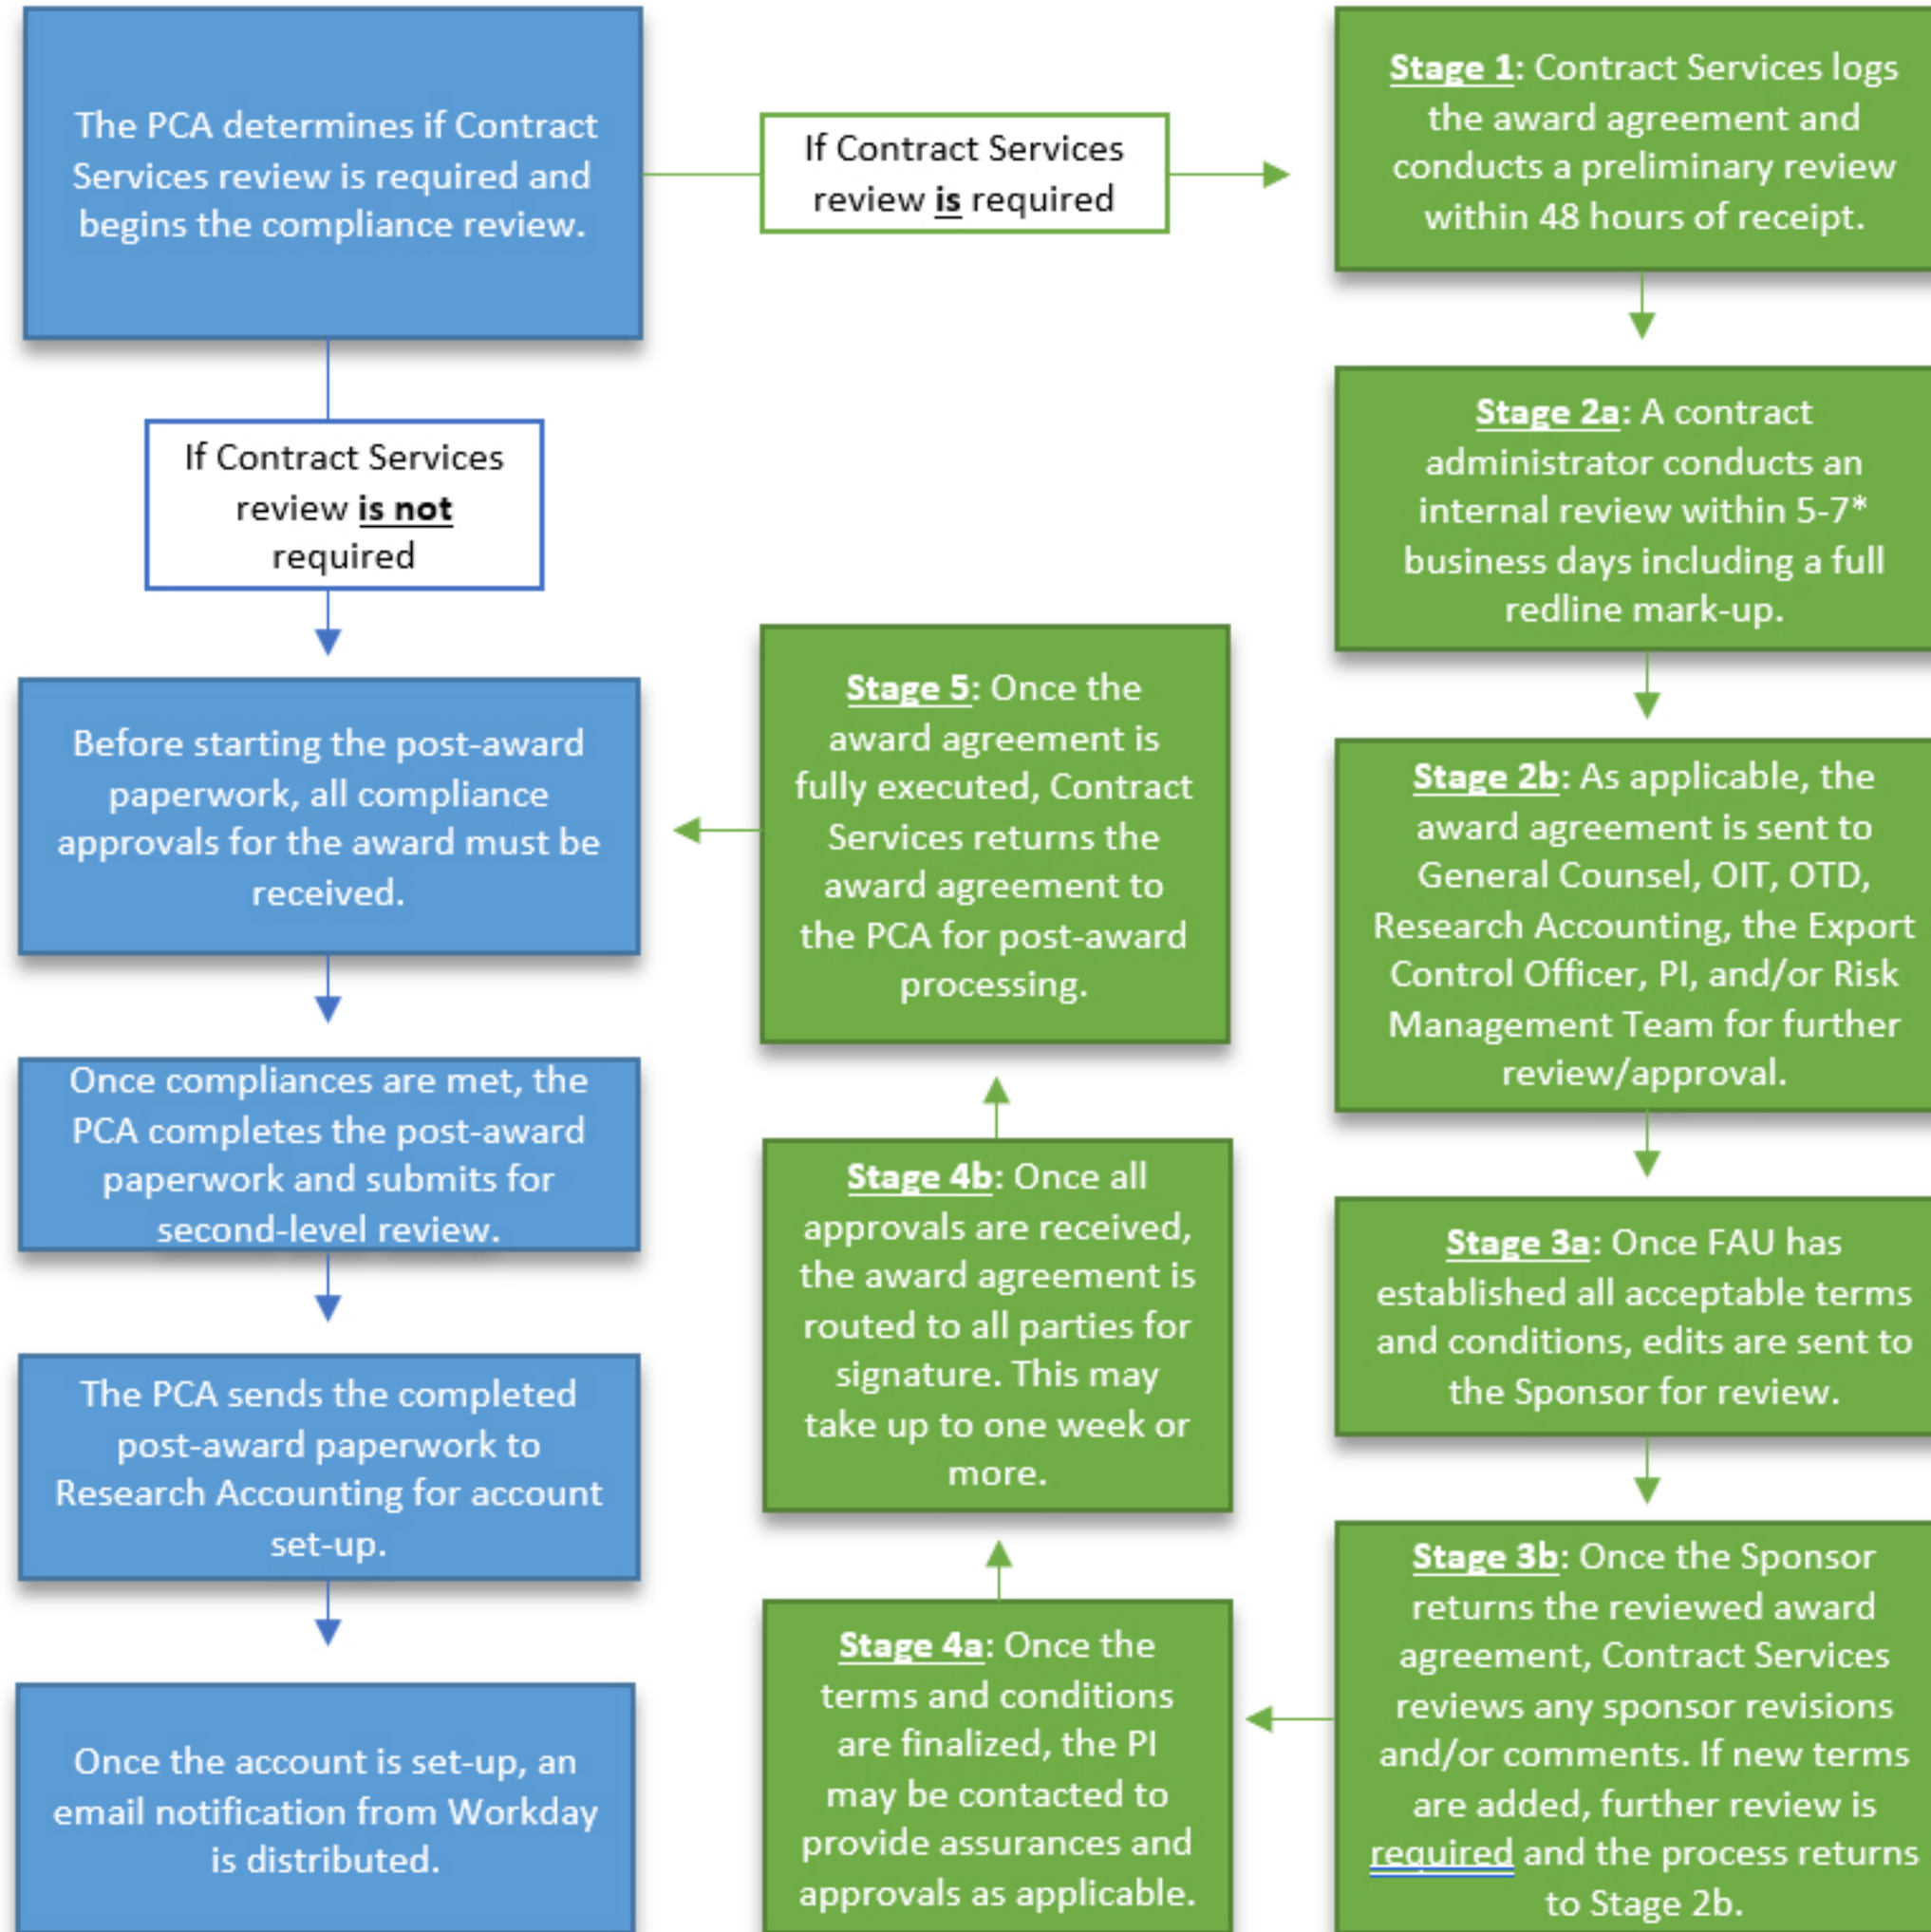 The PCA determines if Contract
Services review is required and
begins the compliance review.
If Contract Services
review is required
Stage 1: Contract Services logs
the award agreement and
conducts a preliminary review
within 48 hours of receipt.
If Contract Services
review is not
required
Stage 2a: A contract
administrator conducts an
internal review within 5-7*
business days including a full
redline mark-up.
Stage 2b: As applicable, the
award agreement is sent to
General Counsel, OIT, OTD,
Research Accounting, the Export
Control Officer, PI, and/or Risk
Management Team for further
review/approval.
Stage 3a: Once FAU has
established all acceptable terms
and conditions, edits are sent to
the Sponsor for review.
Stage 3b: Once the Sponsor
returns the reviewed award
agreement, Contract Services
reviews any sponsor revisions
and/or comments. If new terms
are added, further review is
required and the process returns
to Stage 2b.
Stage 4a: Once the
terms and conditions
are finalized, the PI
may be contacted to
provide assurances and
approvals as applicable.
Stage 4b: Once all
approvals are received,
the award agreement is
routed to all parties for
signature. This may
take up to one week or
more.
Stage 5: Once the
award agreement is
fully executed, Contract
Services returns the
award agreement to
the PCA for post-award
processing.
Before starting the post-award
paperwork, all compliance
approvals for the award must be
received.
Once compliances are met, the
PCA completes the post-award
paperwork and submits for
second-level review.
The PCA sends the completed
post-award paperwork to
Research Accounting for account
set-up.
Once the account is set-up, an
email notification from Workday
is distributed.